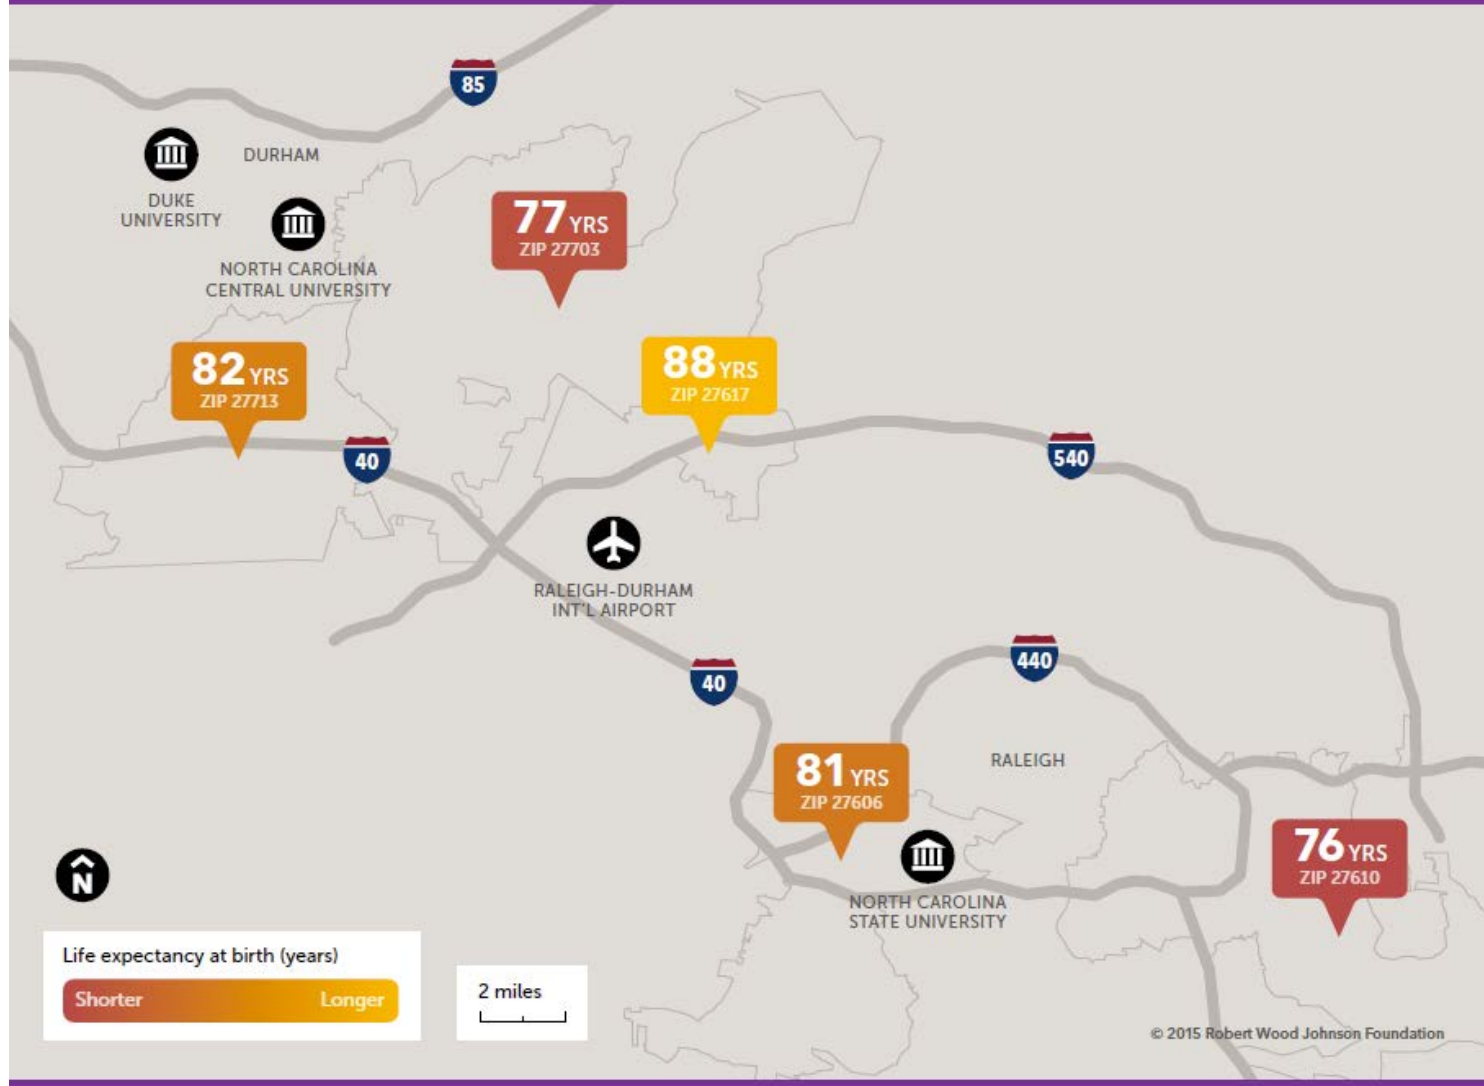 85
DURHAM
DUKE
UNIVERSITY
NORTH CAROLINA
CENTRAL UNIVERSITY
77 YRS
ZIP 27703
82 YRS
ZIP 27713
88 YRS
ZIP 27617
40
540
RALEIGH-DURHAM
INT'L AIRPORT
40
440
RALEIGH
81 YRS
ZIP 27606
76 YRS
ZIP 27610
NORTH CAROLINA
STATE UNIVERSITY
N
Life expectancy at birth (years)
Shorter Longer
2 miles
© 2015 Robert Wood Johnson Foundation